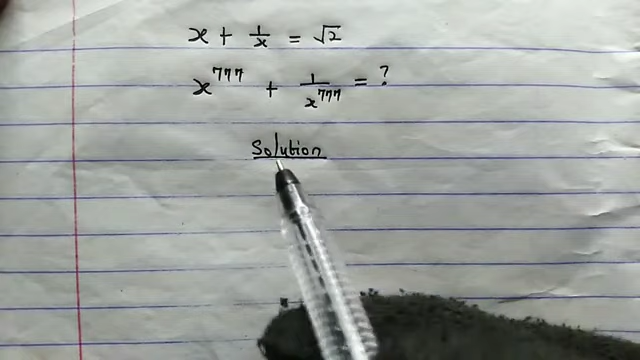 x + 1/x = √2
x^777 + 1/x^777 = ?
Solution